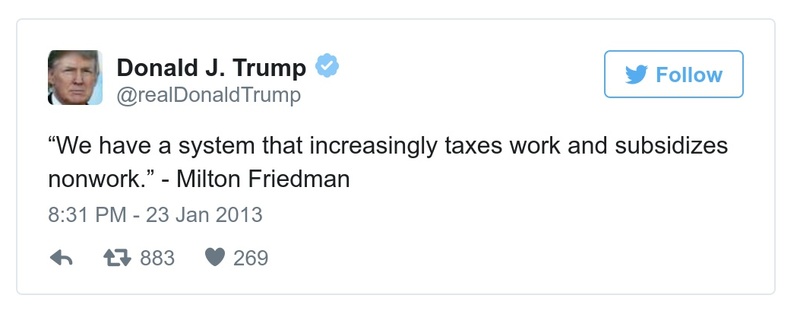 Donald J. Trump
@realDonaldTrump
Follow
“We have a system that increasingly taxes work and subsidizes
nonwork.” - Milton Friedman
8:31 PM - 23 Jan 2013
883 269